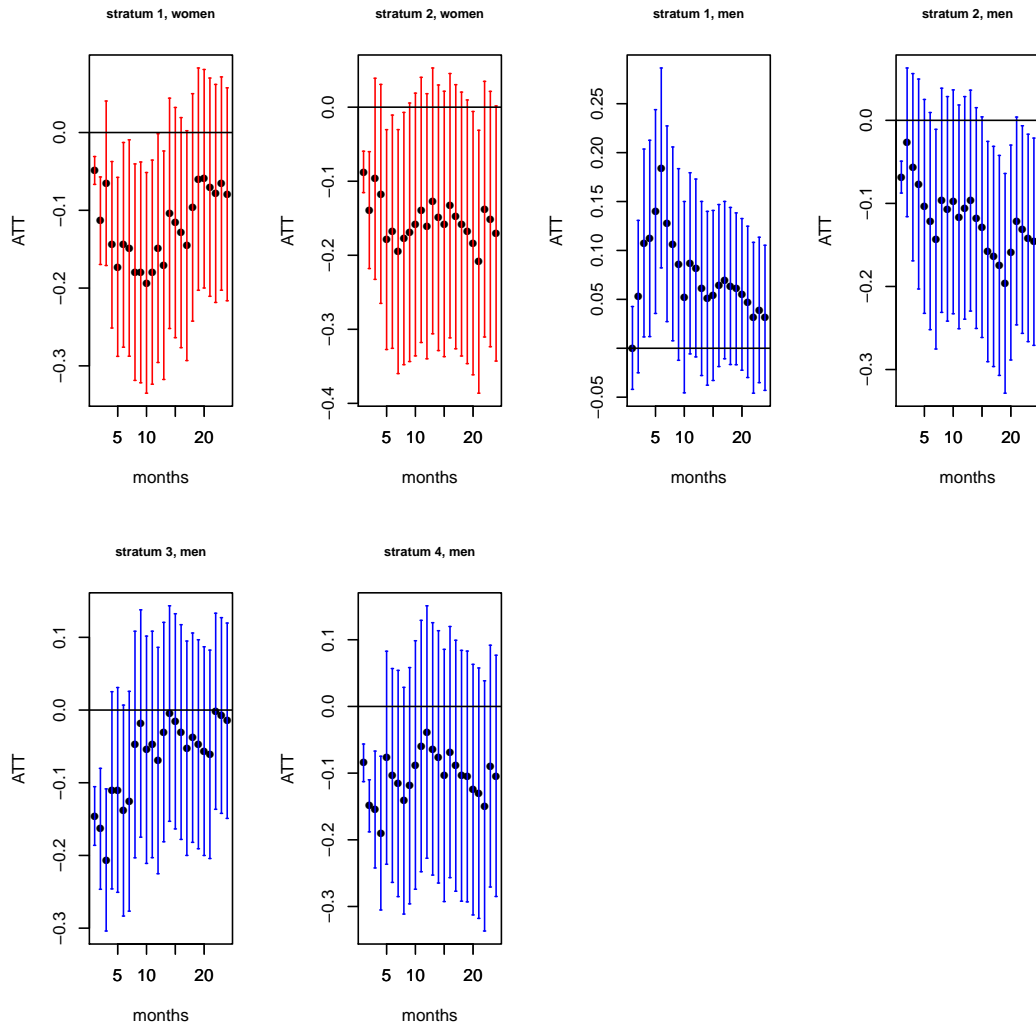 stratum 1, women
ATT
0.0
−0.1
−0.2
−0.3
5 10 20
months
stratum 2, women
ATT
0.0
−0.1
−0.2
−0.3
−0.4
5 10 20
months
stratum 1, men
ATT
0.25
0.20
0.15
0.10
0.05
−0.05
5 10 20
months
stratum 2, men
ATT
0.0
−0.1
−0.2
−0.3
5 10 20
months
stratum 3, men
ATT
0.1
0.0
−0.1
−0.2
−0.3
5 10 20
months
stratum 4, men
ATT
0.1
0.0
−0.1
−0.2
−0.3
5 10 20
months